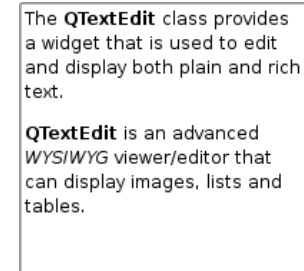 The QTextEdit class provides
a widget that is used to edit
and display both plain and rich
text.
QTextEdit is an advanced
WYSIWYG viewer/editor that
can display images, lists and
tables.